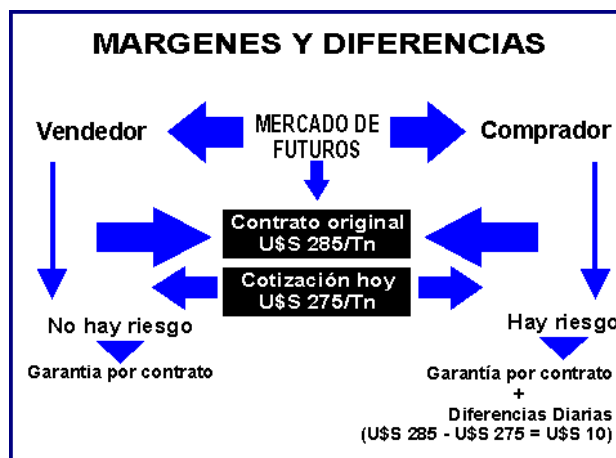 MARGENES Y DIFERENCIAS
Vendedor
MERCADO DE
FUTUROS
Comprador
Contrato original
U$S 285/Tn
Cotización hoy
U$S 275/Tn
No hay riesgo
Hay riesgo
Garantia por contrato
Garantía por contrato
+
Diferencias Diarias
(U$S 285 - U$S 275 = U$S 10)